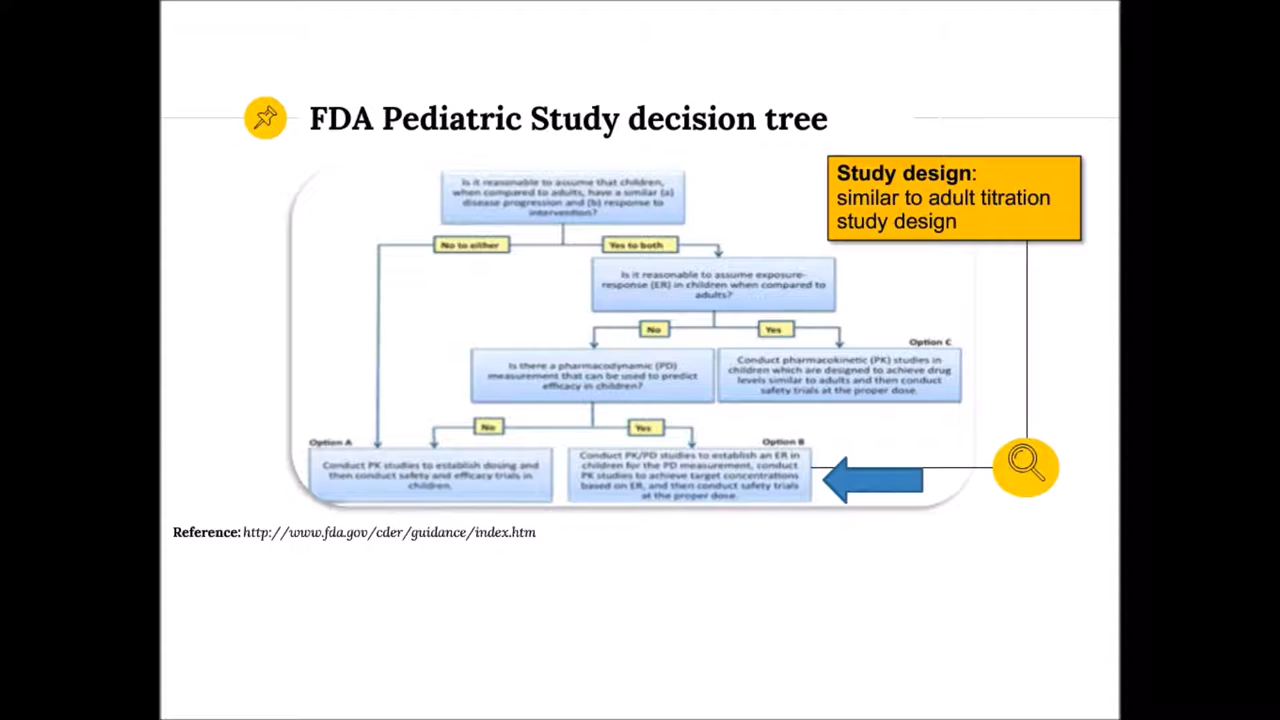 FDA Pediatric Study decision tree
Study design:
similar to adult titration
study design
Is it reasonable to assume that children,
when compared to adults, have a similar (a)
disease progression and (b) response to
intervention?
No to either
Yes to both
Is it reasonable to assume exposure-
response (ER) in children when compared to
adults?
No
Yes
Option C
Is there a pharmacodynamic (PD)
measurement that can be used to predict
efficacy in children?
Conduct pharmacokinetic (PK) studies in
children which are designed to achieve drug
levels similar to adults and then conduct
safety trials at the proper dose.
No
Yes
Option A
Option B
Conduct PK studies to establish dosing and
then conduct safety and efficacy trials in
children.
Conduct PK/PD studies to establish an ER in
children for the PD measurement, conduct
PK studies to achieve target concentrations
based on ER, and then conduct safety trials
at the proper dose.
Reference: http://www.fda.gov/cder/guidance/index.htm